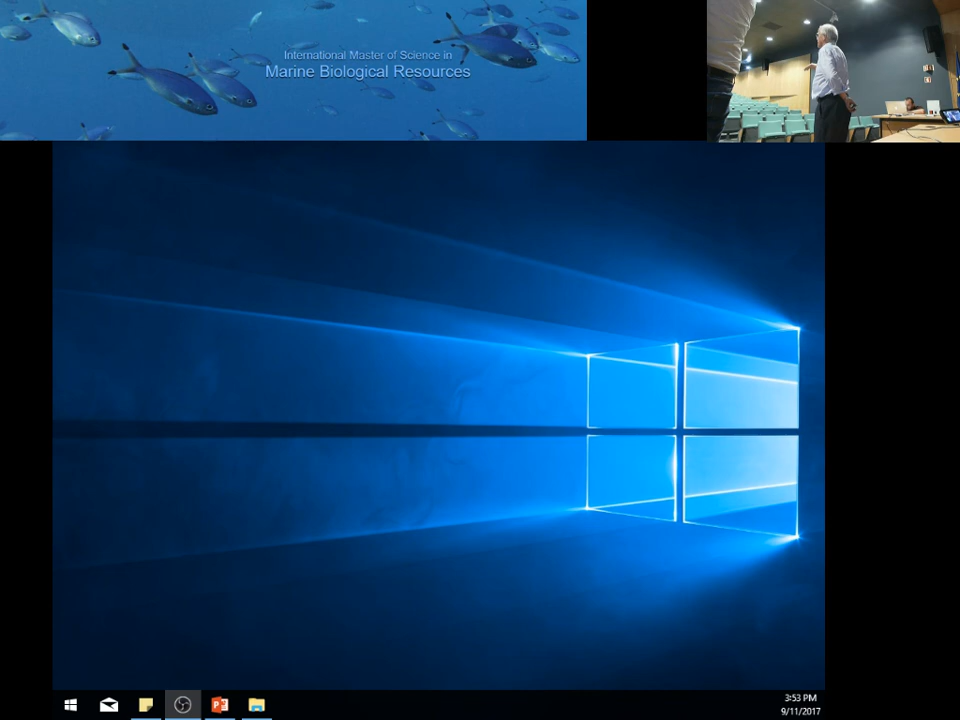 International Master of Science in
Marine Biological Resources
3:53 PM
9/11/2017